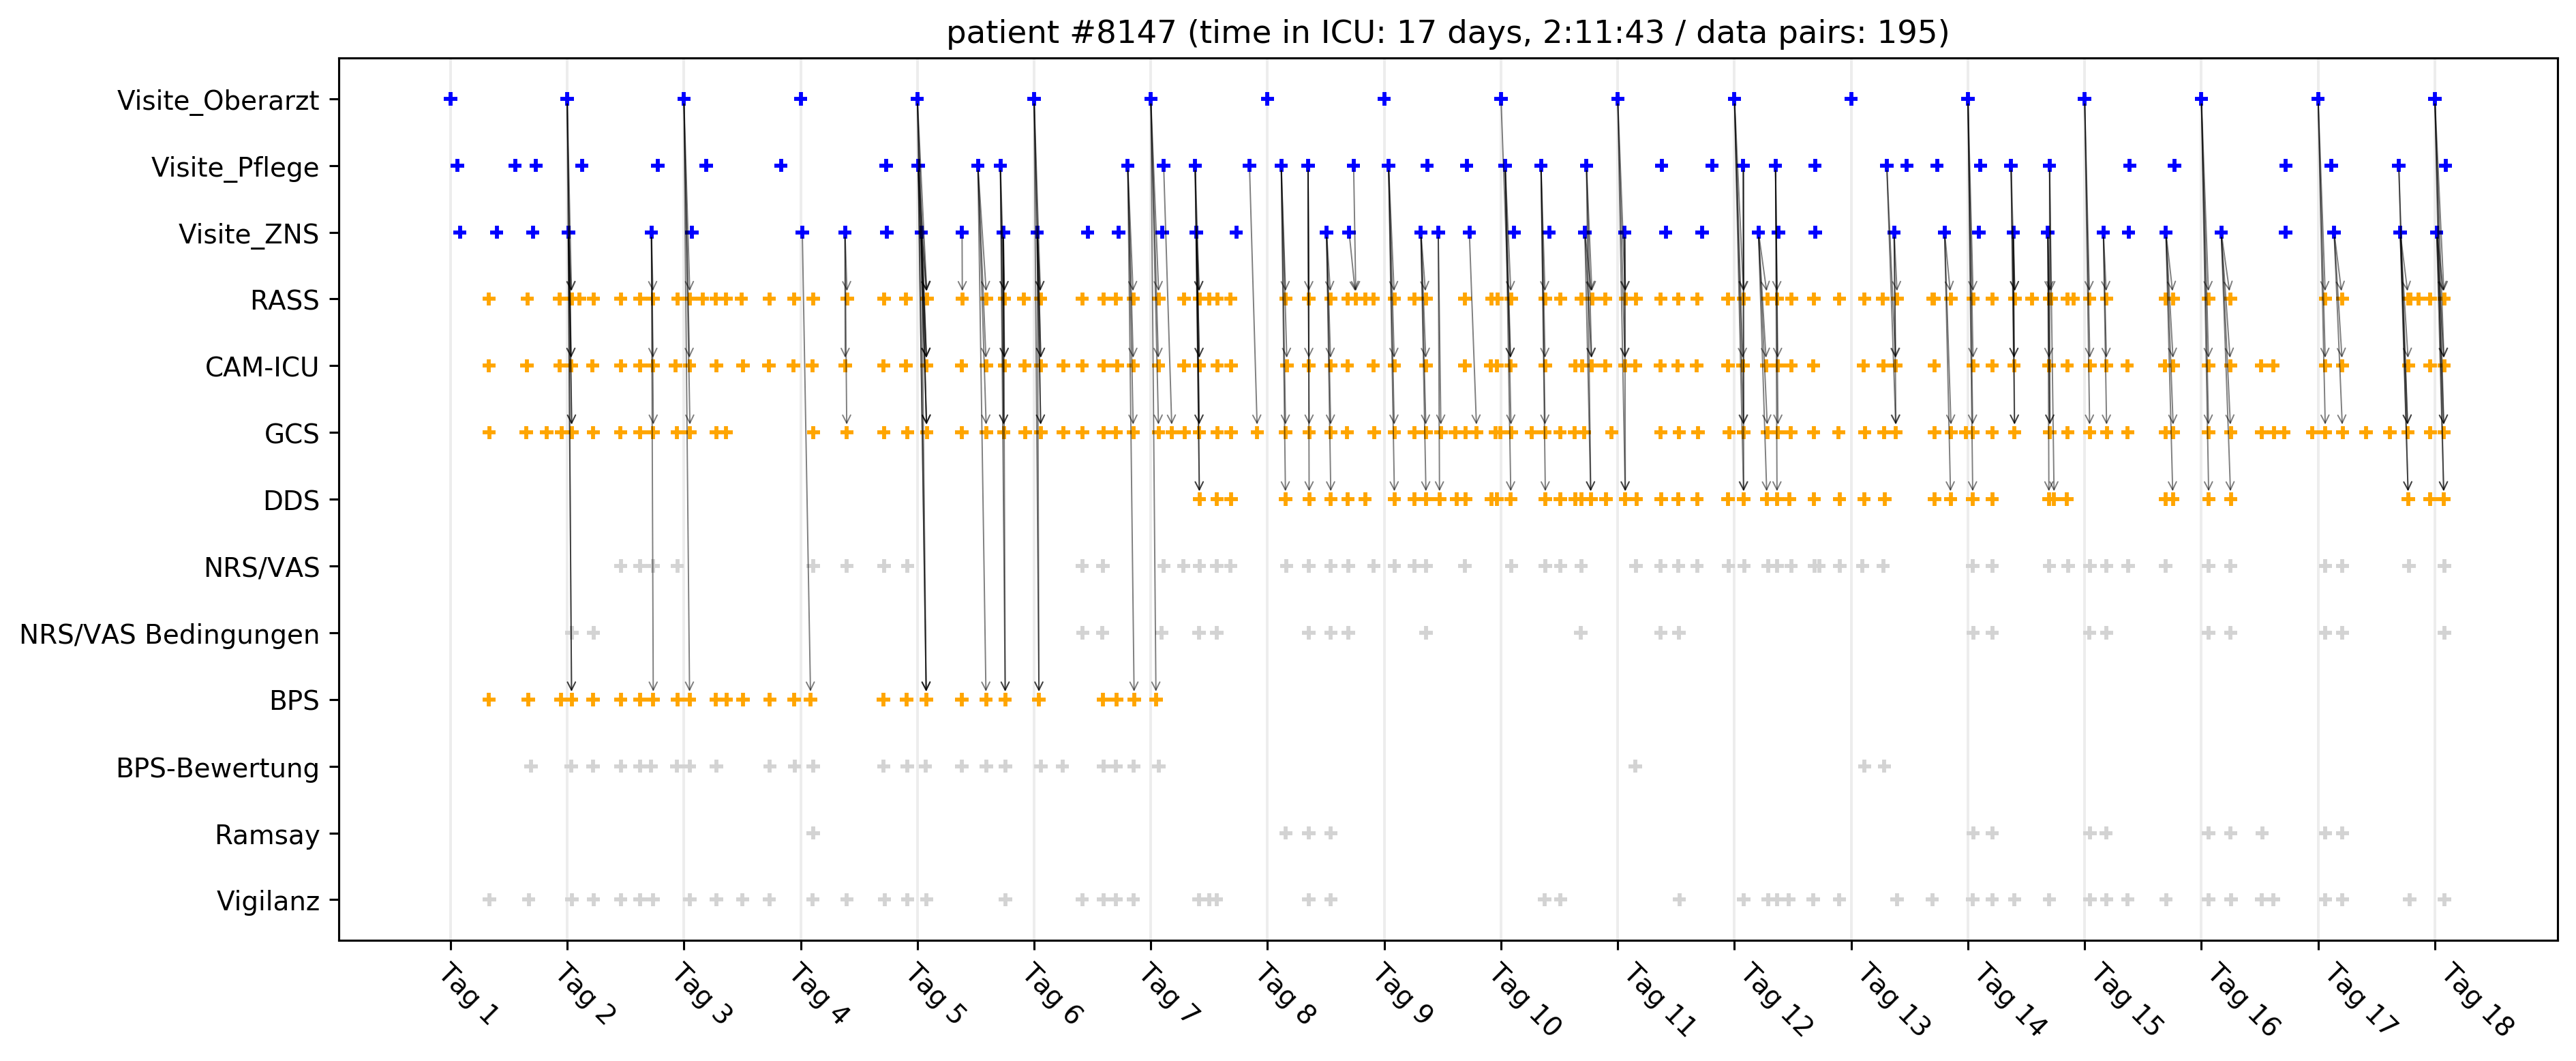 patient #8147 (time in ICU: 17 days, 2:11:43 / data pairs: 195)
Visite_Oberarzt
Visite_Pflege
Visite_ZNS
RASS
CAM-ICU
GCS
DDS
NRS/VAS
NRS/VAS Bedingungen
BPS
BPS-Bewertung
Ramsay
Vigilanz
Tag 1
Tag 2
Tag 3
Tag 4
Tag 5
Tag 6
Tag 7
Tag 8
Tag 9
Tag 10
Tag 11
Tag 12
Tag 13
Tag 14
Tag 15
Tag 16
Tag 17
Tag 18